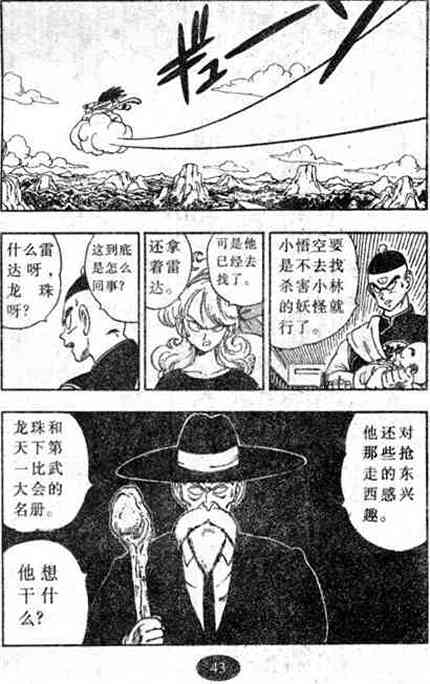 ギューン
小悟空要
是不去找
杀害小林
的妖怪就
行了。
可是他
已经去
找了。
还拿
着雷
达。
这到底
是怎么
回事?
什么雷
达呀,
龙珠
呀?
他还对
那些抢
走的东
西感兴
趣。
龙珠和
天下第
一比武
大会的
名册。
他想
干什
么?
43